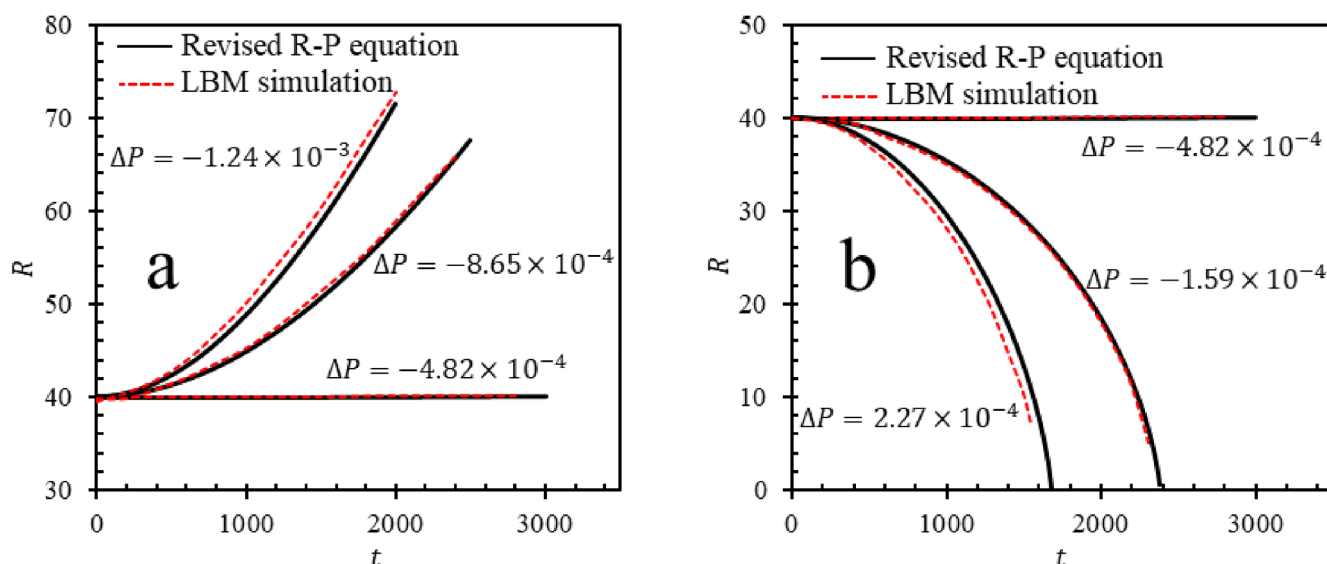 80
70
60
50
40
30
R
Revised R-P equation
LBM simulation
ΔP = −1.24 × 10⁻³
a
ΔP = −8.65 × 10⁻⁴
ΔP = −4.82 × 10⁻⁴
0 1000 2000 3000
t
50
40
30
20
10
0
R
Revised R-P equation
LBM simulation
ΔP = −4.82 × 10⁻⁴
b
ΔP = −1.59 × 10⁻⁴
ΔP = 2.27 × 10⁻⁴
0 1000 2000 3000
t